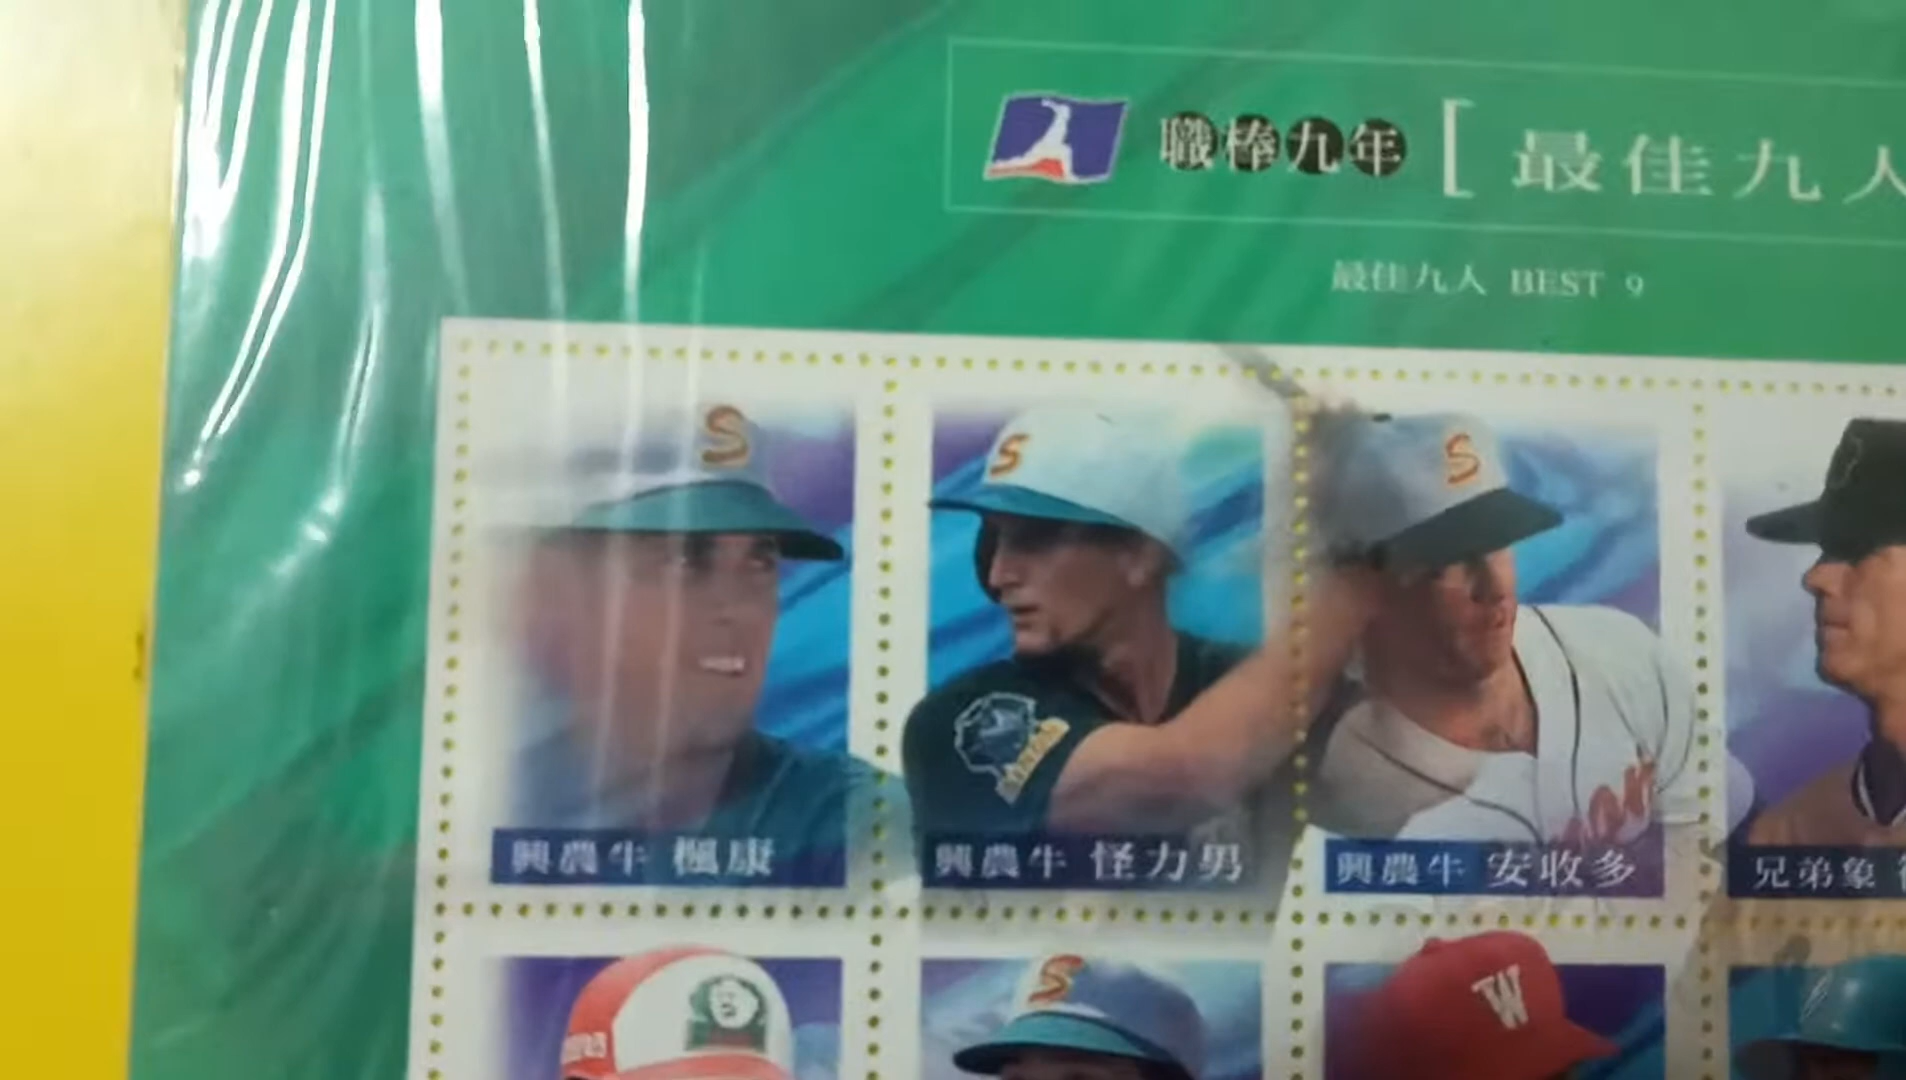 職棒九年 [ 最佳九人
最佳九人 BEST 9
S
S
S
興農牛 楓康
興農牛 怪力男
興農牛 安收多
兄弟象
S
W